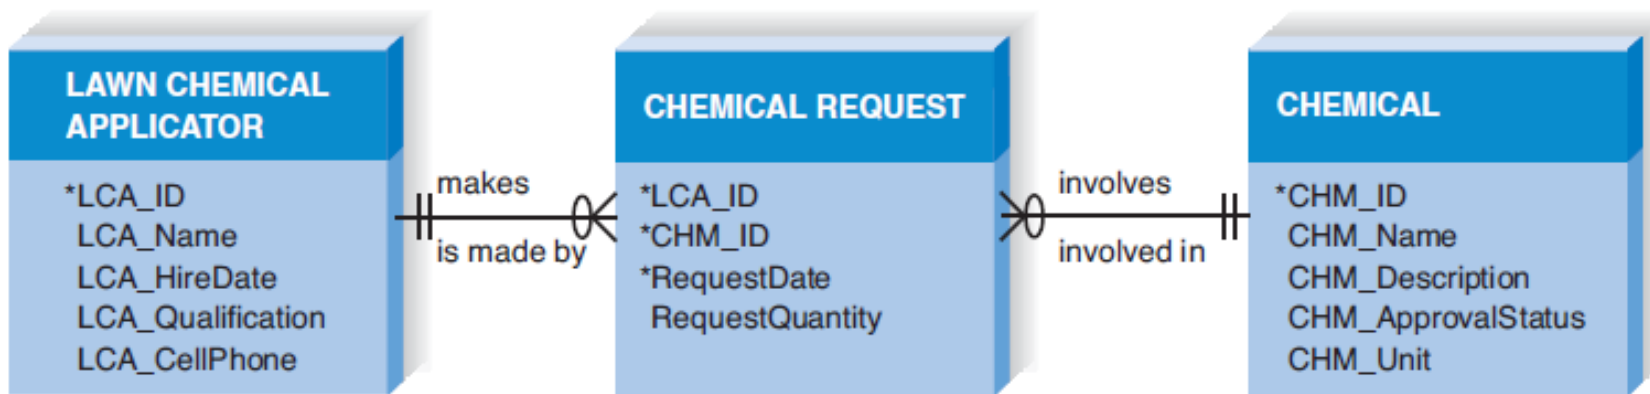 LAWN CHEMICAL
APPLICATOR
*LCA_ID
LCA_Name
LCA_HireDate
LCA_Qualification
LCA_CellPhone
makes
is made by
CHEMICAL REQUEST
*LCA_ID
*CHM_ID
*RequestDate
RequestQuantity
involves
involved in
CHEMICAL
*CHM_ID
CHM_Name
CHM_Description
CHM_ApprovalStatus
CHM_Unit